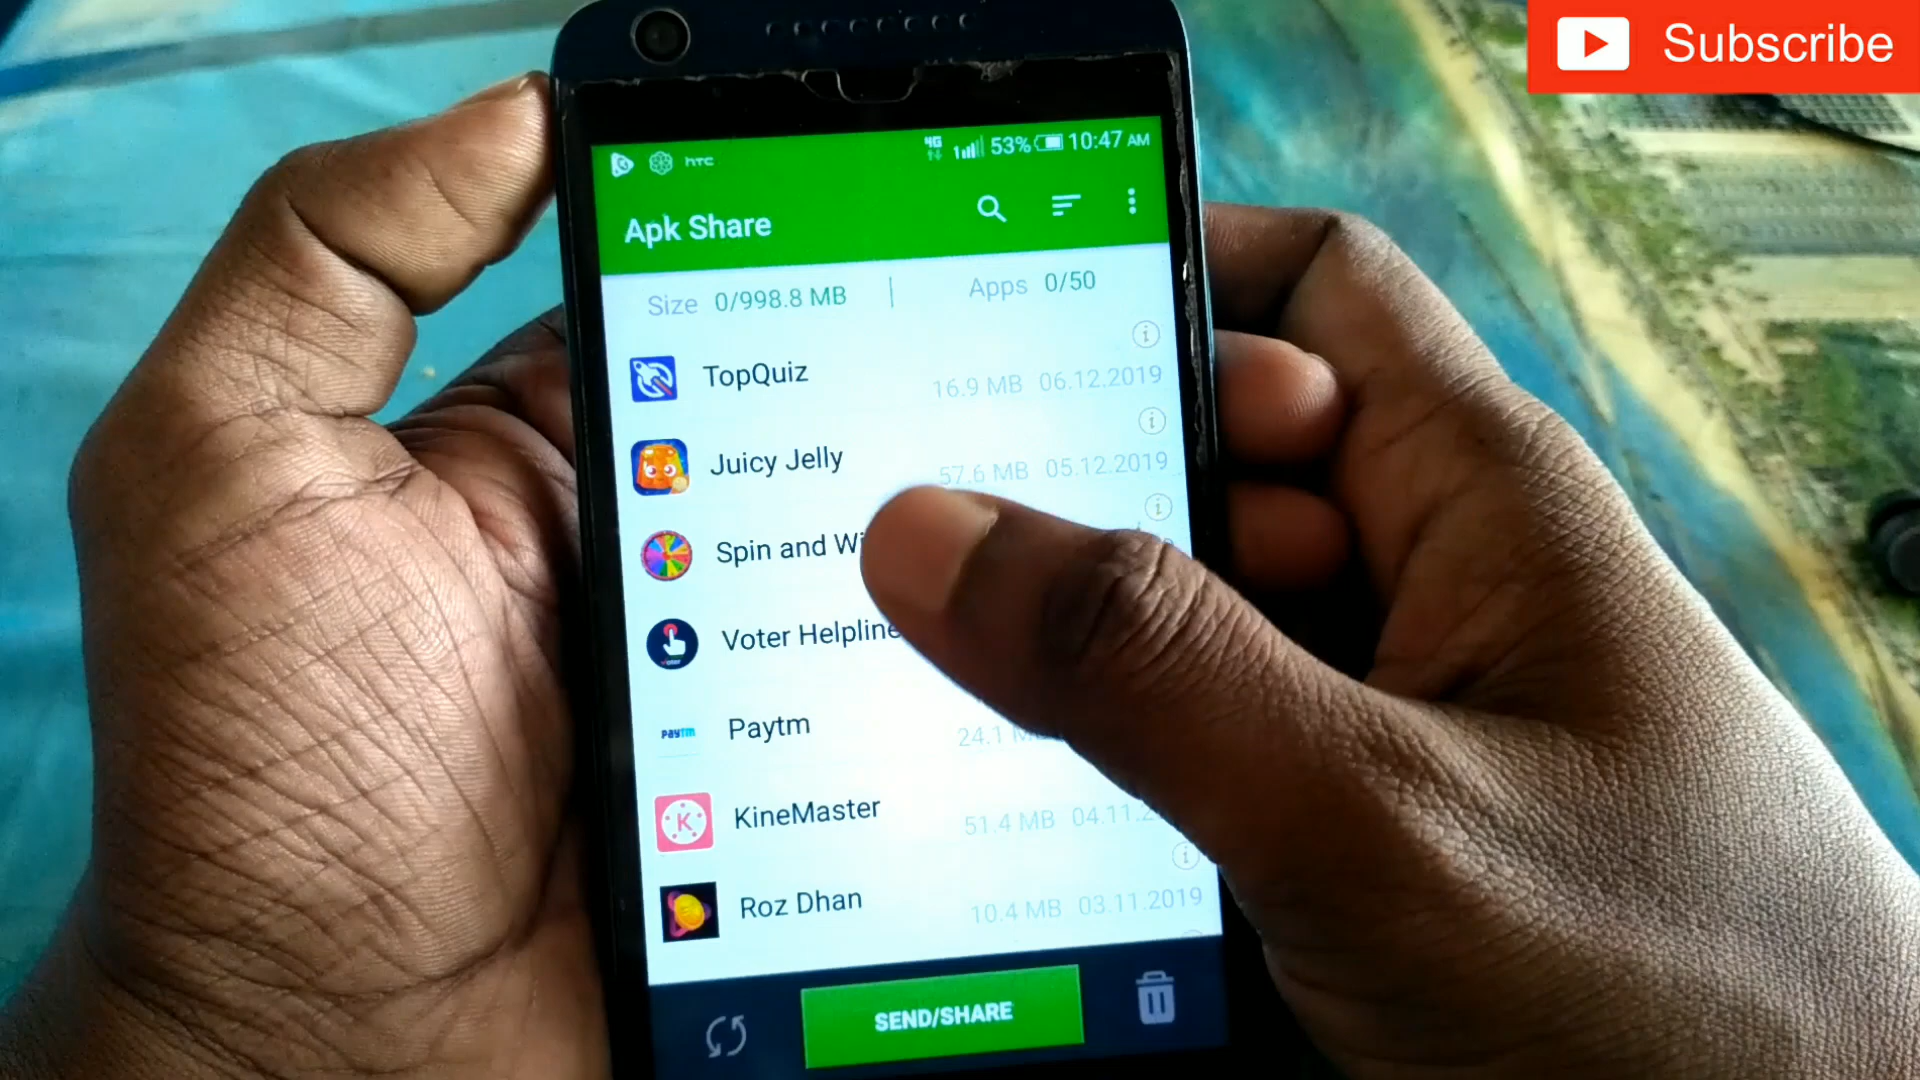 Subscribe
hTC 4G 53% 10:47 AM
Apk Share
Size 0/998.8 MB | Apps 0/50
TopQuiz
16.9 MB 06.12.2019
Juicy Jelly
57.6 MB 05.12.2019
Spin and
Voter Helpline
Paytm
Paytm
24.1
KineMaster
K
51.4 MB 04.11.
Roz Dhan
10.4 MB 03.11.2019
SEND/SHARE